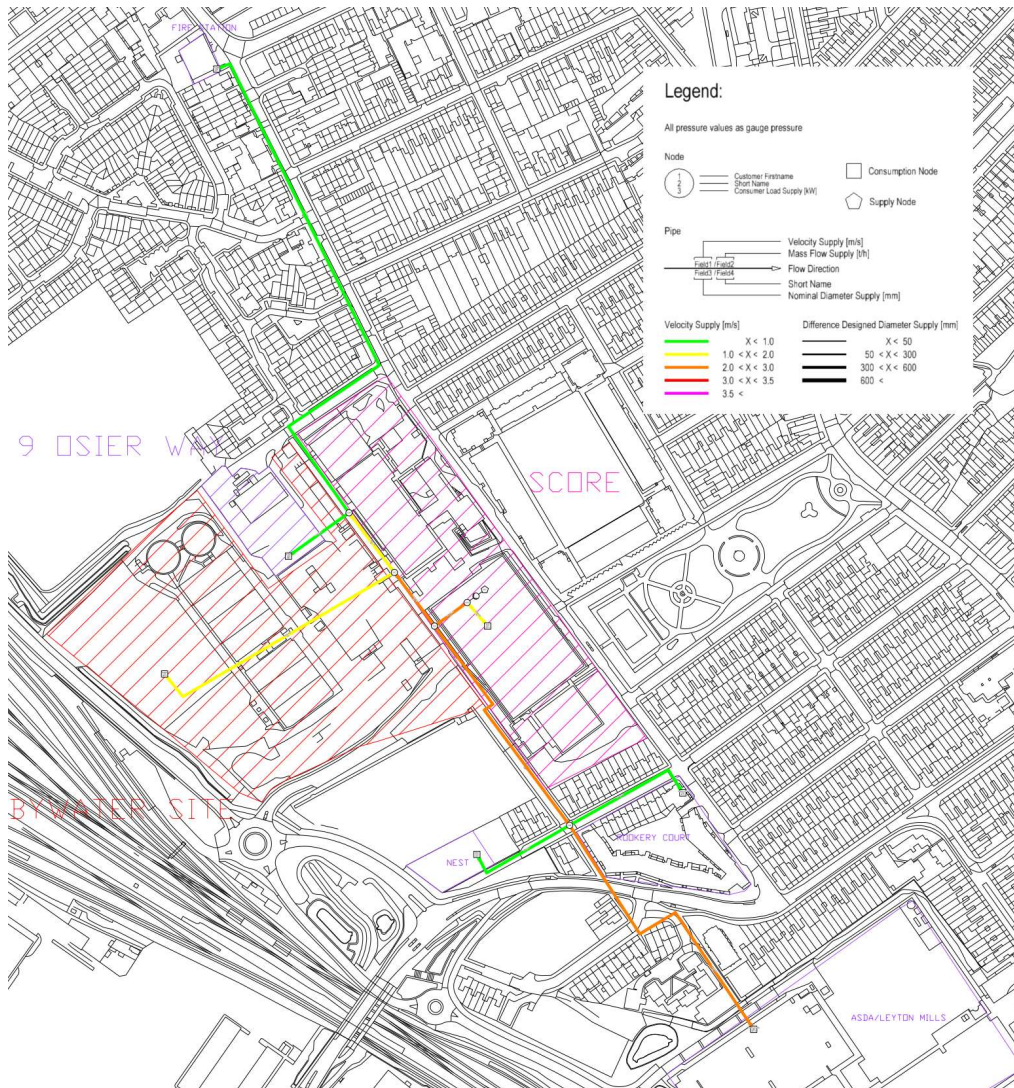 FIRE STATION
Legend:
All pressure values as gauge pressure
Node
1
2
3
Customer Firstname
Short Name
Consumer Load Supply [kW]
Consumption Node
Supply Node
Pipe
Velocity Supply [m/s]
Mass Flow Supply [t/h]
Field1 /Field2
Flow Direction
Field3 /Field4
Short Name
Nominal Diameter Supply [mm]
Velocity Supply [m/s]
X < 1.0
1.0 < X < 2.0
2.0 < X < 3.0
3.0 < X < 3.5
3.5 <
Difference Designed Diameter Supply [mm]
X < 50
50 < X < 300
300 < X < 600
600 <
9 OSIER WAY
SCORE
BYWATER SITE
ROOKERY COURT
NEST
ASDA/LEYTON MILLS